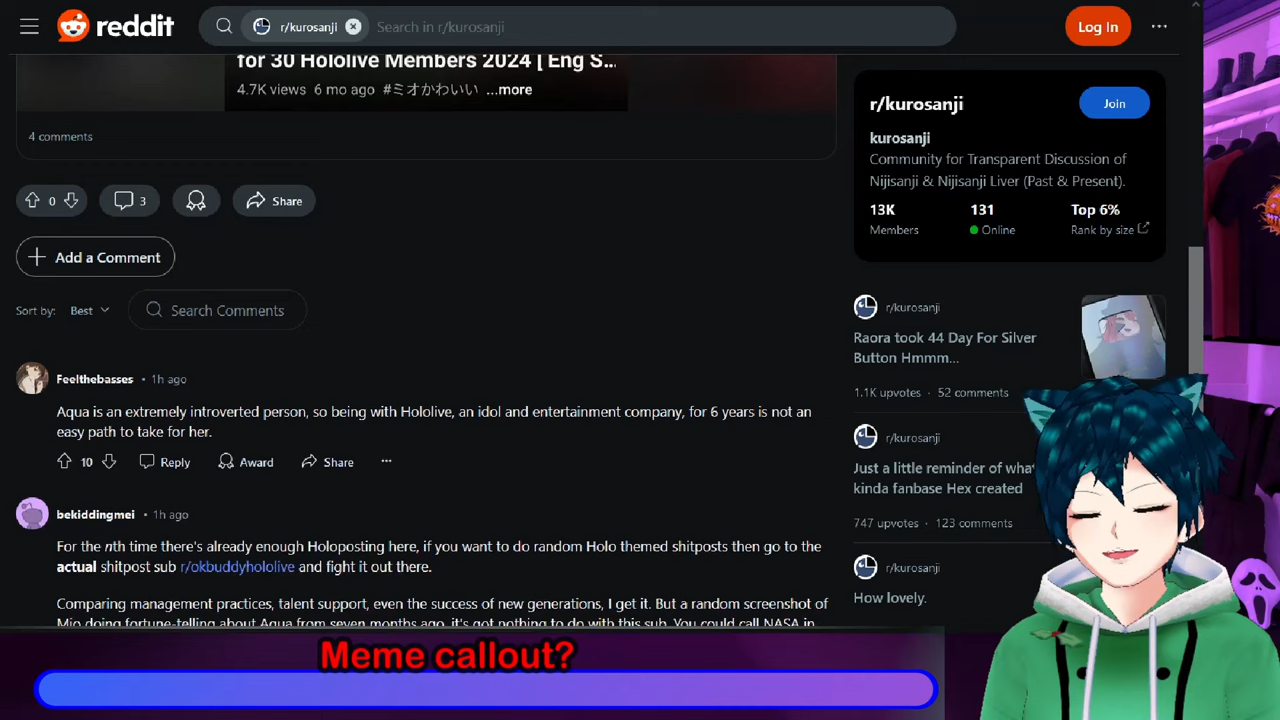 reddit
r/kurosanji
Search in r/kurosanji
Log In
for 30 Hololive Members 2024 [ Eng S...
4.7K views 6 mo ago #ミオかわいい ...more
4 comments
0
3
Share
Add a Comment
Sort by: Best
Search Comments
Feelthebasses • 1h ago
Aqua is an extremely introverted person, so being with Hololive, an idol and entertainment company, for 6 years is not an
easy path to take for her.
10 Reply Award Share ...
bekiddingmei • 1h ago
For the nth time there's already enough Holoposting here, if you want to do random Holo themed shitposts then go to the
actual shitpost sub r/okbuddyhololive and fight it out there.
Comparing management practices, talent support, even the success of new generations, I get it. But a random screenshot of
Mio doing fortune-telling about Aqua from seven months ago, it's got nothing to do with this sub. You could call NASA in
r/kurosanji
Join
kurosanji
Community for Transparent Discussion of
Nijisanji & Nijisanji Liver (Past & Present).
13K 131 Top 6%
Members Online Rank by size
r/kurosanji
Raora took 44 Day For Silver
Button Hmmm...
1.1K upvotes • 52 comments
r/kurosanji
Just a little reminder of what
kinda fanbase Hex created
747 upvotes • 123 comments
r/kurosanji
How lovely.
Meme callout?